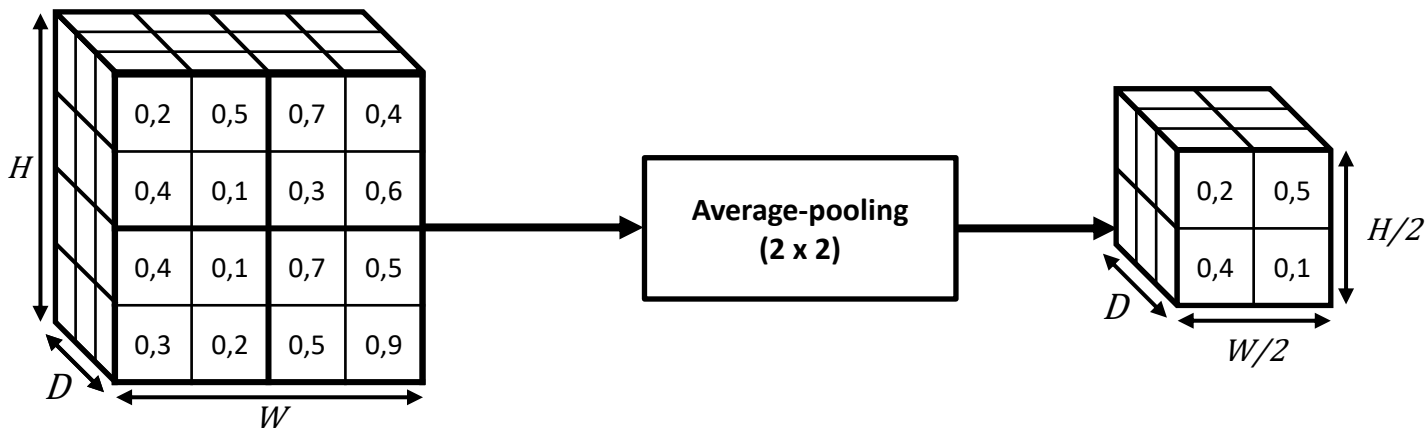 H
D
W
0,2 0,5 0,7 0,4
0,4 0,1 0,3 0,6
0,4 0,1 0,7 0,5
0,3 0,2 0,5 0,9
Average-pooling
(2 x 2)
0,2 0,5
0,4 0,1
H/2
D
W/2